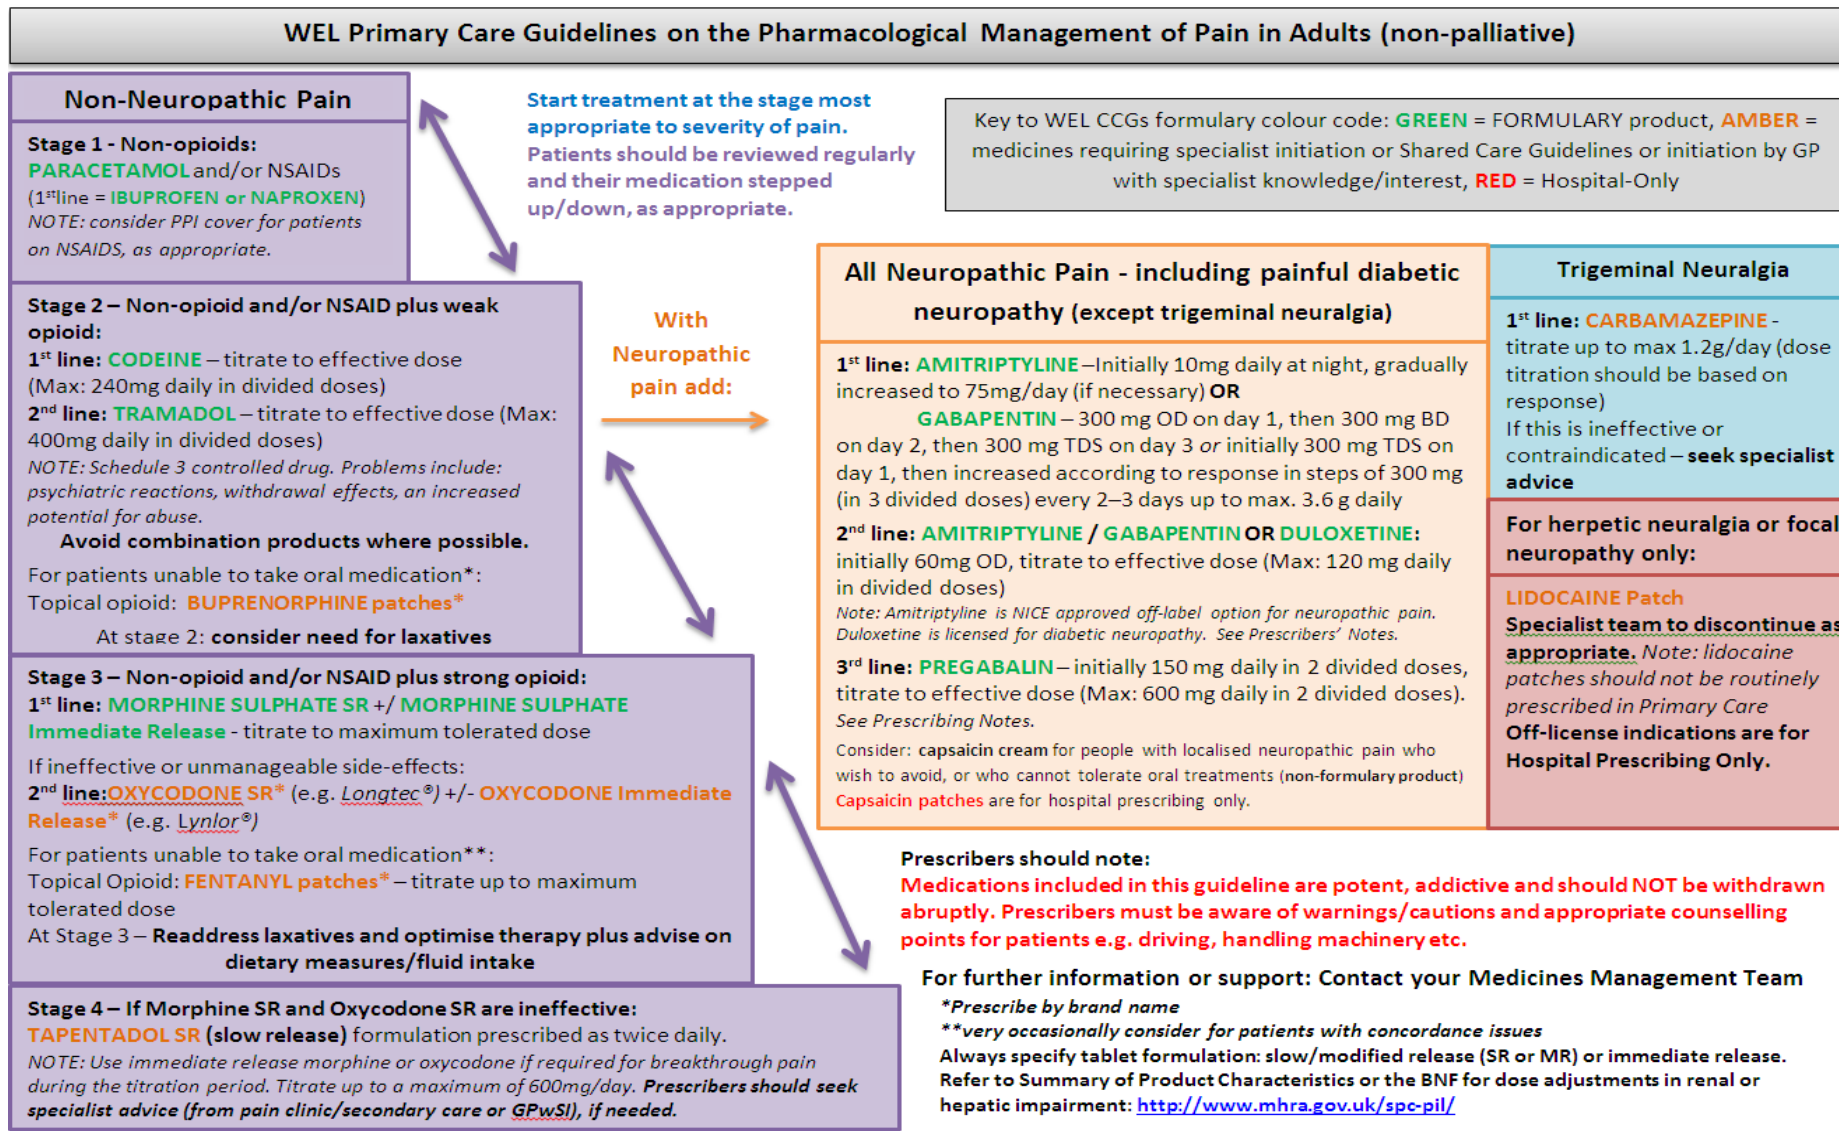 WEL Primary Care Guidelines on the Pharmacological Management of Pain in Adults (non-palliative)
Non-Neuropathic Pain
Stage 1 - Non-opioids:
PARACETAMOL and/or NSAIDs
(1st line = IBUPROFEN or NAPROXEN)
NOTE: consider PPI cover for patients
on NSAIDS, as appropriate.
Start treatment at the stage most
appropriate to severity of pain.
Patients should be reviewed regularly
and their medication stepped
up/down, as appropriate.
Key to WEL CCGs formulary colour code: GREEN = FORMULARY product, AMBER =
medicines requiring specialist initiation or Shared Care Guidelines or initiation by GP
with specialist knowledge/interest, RED = Hospital-Only
Stage 2 – Non-opioid and/or NSAID plus weak
opioid:
1st line: CODEINE – titrate to effective dose
(Max: 240mg daily in divided doses)
2nd line: TRAMADOL – titrate to effective dose (Max:
400mg daily in divided doses)
NOTE: Schedule 3 controlled drug. Problems include:
psychiatric reactions, withdrawal effects, an increased
potential for abuse.
Avoid combination products where possible.
For patients unable to take oral medication*:
Topical opioid: BUPRENORPHINE patches*
At stage 2: consider need for laxatives
With
Neuropathic
pain add:
Stage 3 – Non-opioid and/or NSAID plus strong opioid:
1st line: MORPHINE SULPHATE SR +/ MORPHINE SULPHATE
Immediate Release - titrate to maximum tolerated dose
If ineffective or unmanageable side-effects:
2nd line:OXYCODONE SR* (e.g. Longtec®) +/- OXYCODONE Immediate
Release* (e.g. Lynlor®)
For patients unable to take oral medication**:
Topical Opioid: FENTANYL patches* – titrate up to maximum
tolerated dose
At Stage 3 – Readdress laxatives and optimise therapy plus advise on
dietary measures/fluid intake
Stage 4 – If Morphine SR and Oxycodone SR are ineffective:
TAPENTADOL SR (slow release) formulation prescribed as twice daily.
NOTE: Use immediate release morphine or oxycodone if required for breakthrough pain
during the titration period. Titrate up to a maximum of 600mg/day. Prescribers should seek
specialist advice (from pain clinic/secondary care or GPwSI), if needed.
All Neuropathic Pain - including painful diabetic
neuropathy (except trigeminal neuralgia)
1st line: AMITRIPTYLINE –Initially 10mg daily at night, gradually
increased to 75mg/day (if necessary) OR
GABAPENTIN – 300 mg OD on day 1, then 300 mg BD
on day 2, then 300 mg TDS on day 3 or initially 300 mg TDS on
day 1, then increased according to response in steps of 300 mg
(in 3 divided doses) every 2–3 days up to max. 3.6 g daily
2nd line: AMITRIPTYLINE / GABAPENTIN OR DULOXETINE:
initially 60mg OD, titrate to effective dose (Max: 120 mg daily
in divided doses)
Note: Amitriptyline is NICE approved off-label option for neuropathic pain.
Duloxetine is licensed for diabetic neuropathy. See Prescribers' Notes.
3rd line: PREGABALIN – initially 150 mg daily in 2 divided doses,
titrate to effective dose (Max: 600 mg daily in 2 divided doses).
See Prescribing Notes.
Consider: capsaicin cream for people with localised neuropathic pain who
wish to avoid, or who cannot tolerate oral treatments (non-formulary product)
Capsaicin patches are for hospital prescribing only.
Trigeminal Neuralgia
1st line: CARBAMAZEPINE -
titrate up to max 1.2g/day (dose
titration should be based on
response)
If this is ineffective or
contraindicated – seek specialist
advice
For herpetic neuralgia or focal
neuropathy only:
LIDOCAINE Patch
Specialist team to discontinue as
appropriate. Note: lidocaine
patches should not be routinely
prescribed in Primary Care
Off-license indications are for
Hospital Prescribing Only.
Prescribers should note:
Medications included in this guideline are potent, addictive and should NOT be withdrawn
abruptly. Prescribers must be aware of warnings/cautions and appropriate counselling
points for patients e.g. driving, handling machinery etc.
For further information or support: Contact your Medicines Management Team
*Prescribe by brand name
**very occasionally consider for patients with concordance issues
Always specify tablet formulation: slow/modified release (SR or MR) or immediate release.
Refer to Summary of Product Characteristics or the BNF for dose adjustments in renal or
hepatic impairment: http://www.mhra.gov.uk/spc-pil/